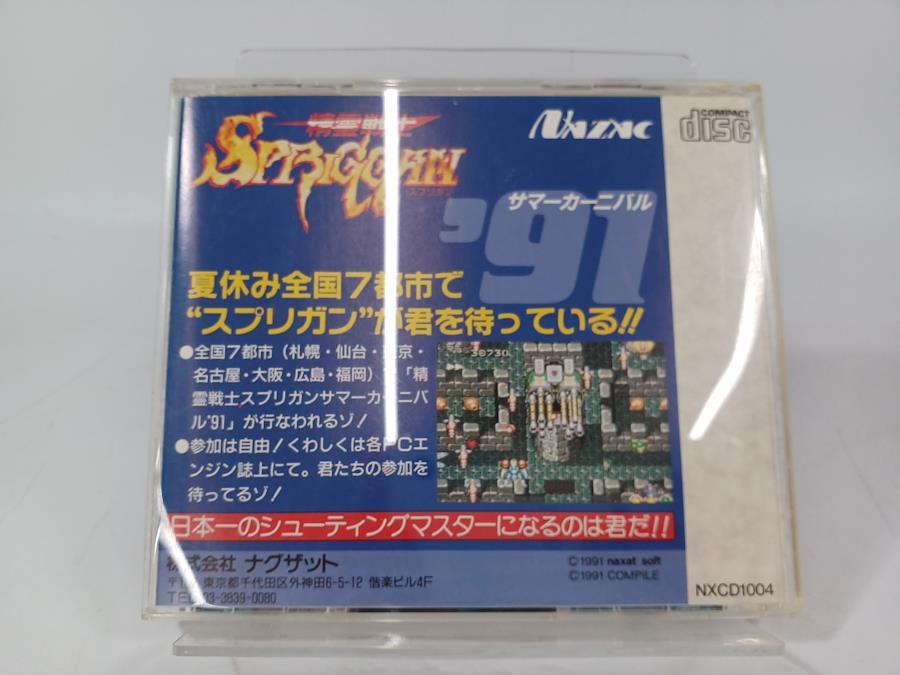 精霊戦士
SPRIGGAN
スプリガン
NAXAT
COMPACT
disc
サマーカーニバル
'91
夏休み全国7都市で
“スプリガン”が君を待っている!!
●全国7都市（札幌・仙台・東京・
名古屋・大阪・広島・福岡）で「精
霊戦士スプリガンサマーカーニバ
ル'91」が行なわれるゾ！
●参加は自由！くわしくは各PCエ
ンジン誌上にて。君たちの参加を
待ってるゾ！
38730
日本一のシューティングマスターになるのは君だ!!
株式会社 ナグザット
東京都千代田区外神田6-5-12 偕楽ビル4F
TEL 03-3839-0080
©1991 naxat soft
©1991 COMPILE
NXCD1004